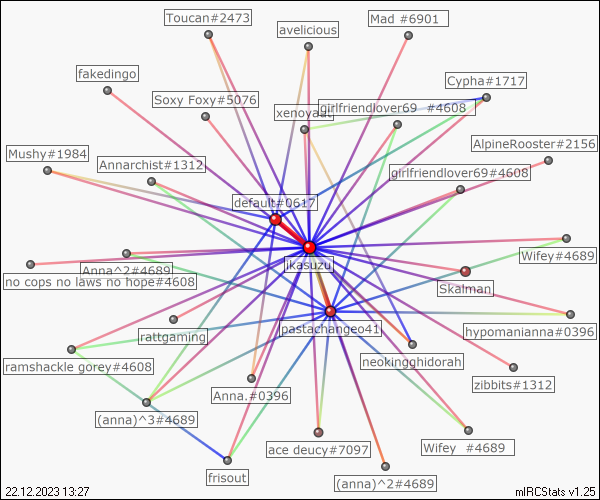 Toucan#2473
avelicious
Mad #6901
fakedingo
Cypha#1717
Soxy Foxy#5076
girlfriendlover69 #4608
AlpineRooster#2156
Mushy#1984
Annarchist#1312
girlfriendlover69#4608
default#0617
Wifey#4689
ikasuzu
Anna^2#4689
no cops no laws no hope#4608
Skalman
pastachangeo41
hypomanianna#0396
rattgaming
neokingghidorah
ramshackle gorey#4608
zibbits#1312
Anna.#0396
(anna)^3#4689
ace deucy#7097
Wifey #4689
frisout
(anna)^2#4689
22.12.2023 13:27
mIRCStats v1.25